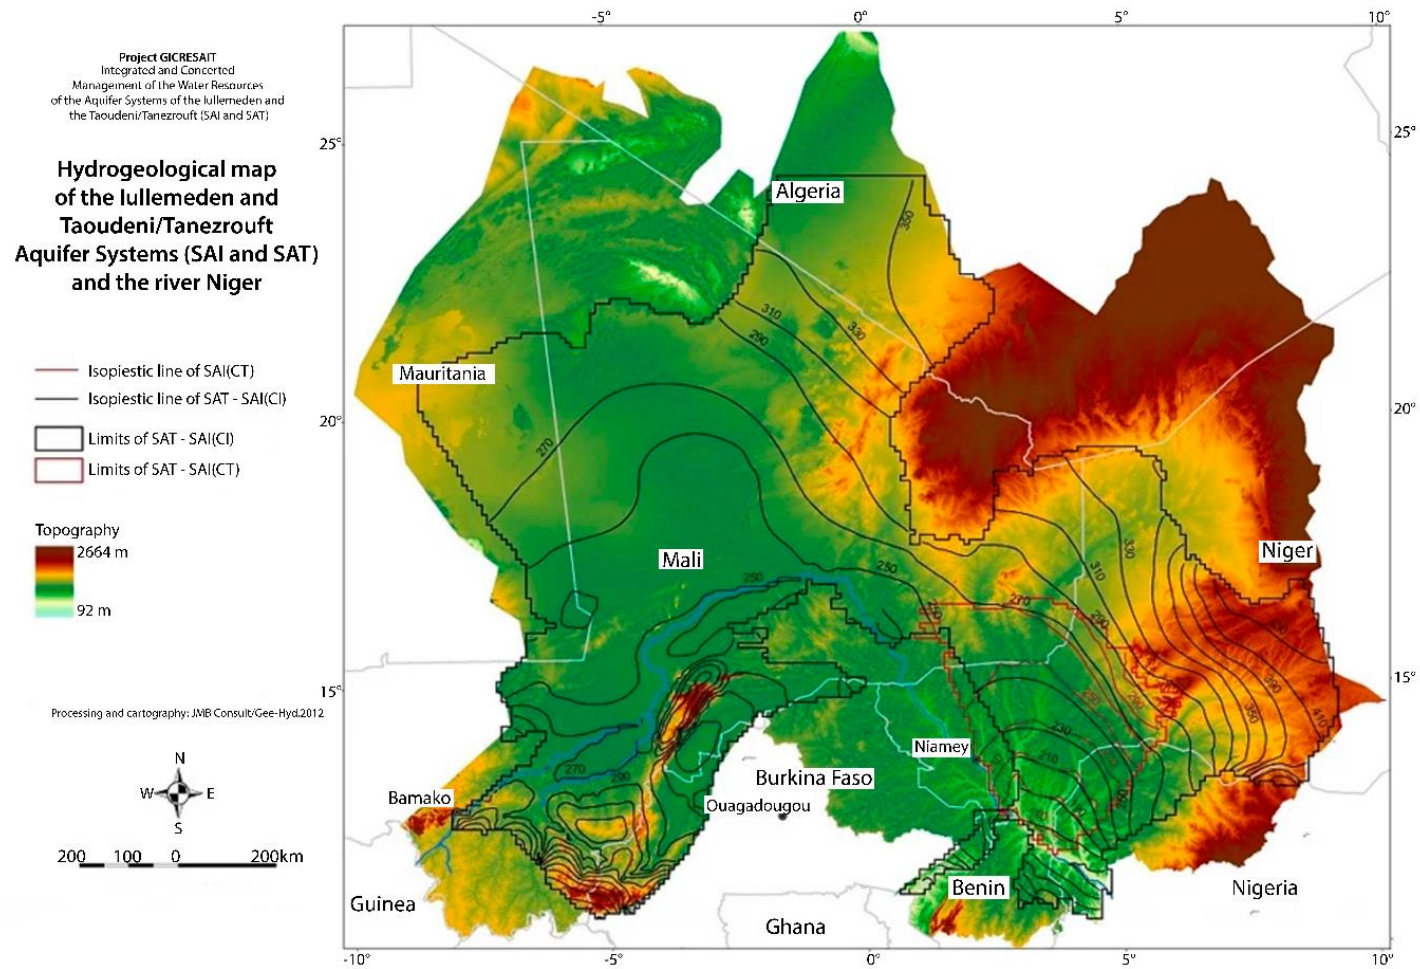 Project GICRESAIT
Integrated and Concerted
Management of the Water Resources
of the Aquifer Systems of the Iullemeden and
the Taoudeni/Tanezrouft (SAI and SAT)
Hydrogeological map
of the Iullemeden and
Taoudeni/Tanezrouft
Aquifer Systems (SAI and SAT)
and the river Niger
Isopiestic line of SAI(CT)
Isopiestic line of SAT - SAI(CI)
Limits of SAT - SAI(CI)
Limits of SAT - SAI(CT)
Topography
2664 m
92 m
Processing and cartography: JMB Consult/Gee-Hyd.2012
N
W
E
S
200 100 0 200km
-5° 0° 5° 10°
25°
25°
20°
20°
15°
15°
-10° -5° 0° 5° 10°
Algeria
350
310
330
290
Mauritania
270
Mali
250
250
270
330
310
290
Niger
390
350
410
290
290
230
210
Niamey
270
290
Bamako
Burkina Faso
Ouagadougou
Benin
Nigeria
Guinea
Ghana